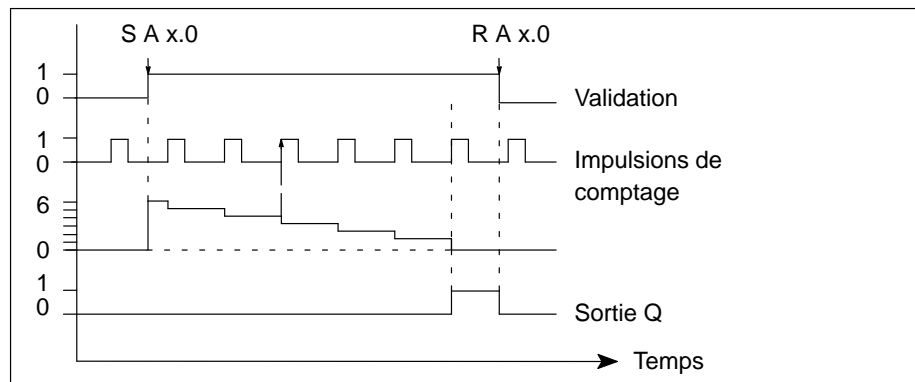 S A x.0
R A x.0
1
0
Validation
1
0
Impulsions de
comptage
6
0
1
0
Sortie Q
Temps